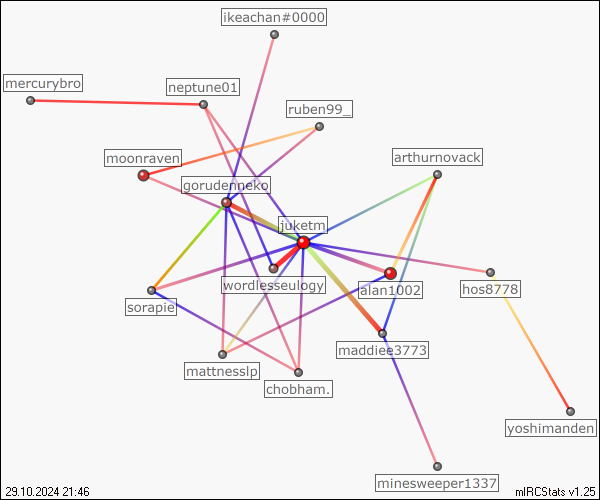 ikeachan#0000
mercurybro
neptune01
ruben99_
moonraven
arthurnovack
gorudenneko
juketm
wordlesseulogy
alan1002
hos8778
sorapie
maddiee3773
mattnesslp
chobham.
yoshimanden
minesweeper1337
29.10.2024 21:46
mIRCStats v1.25